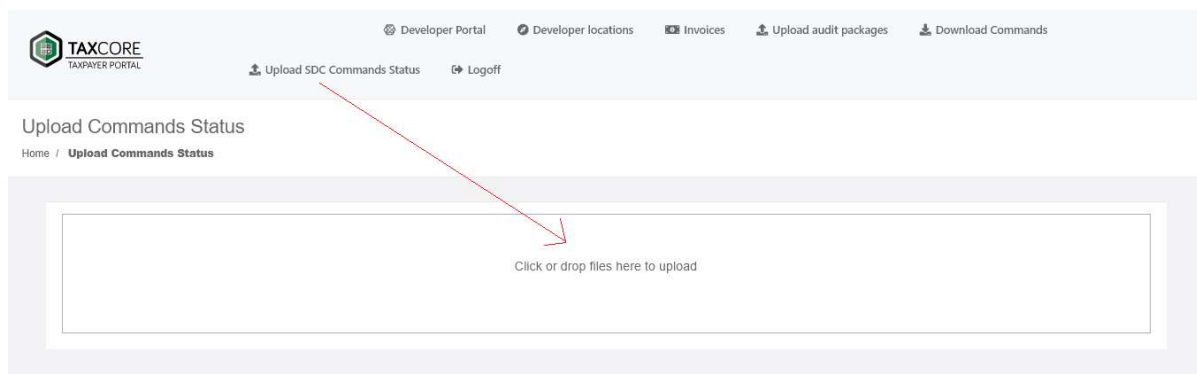 Developer Portal Developer locations Invoices Upload audit packages Download Commands
TAXCORE
TAXPAYER PORTAL
Upload SDC Commands Status Logoff
Upload Commands Status
Home / Upload Commands Status
Click or drop files here to upload